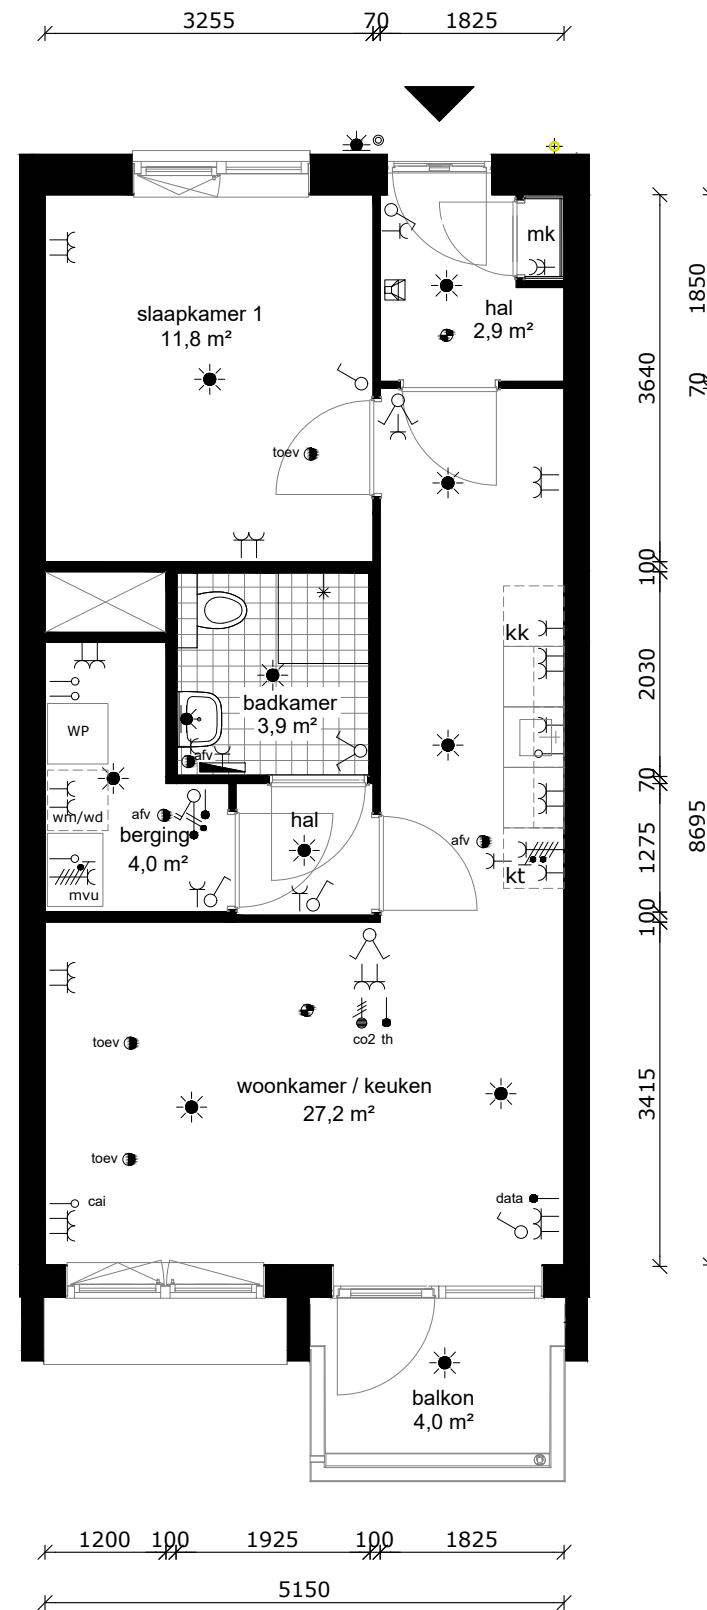 3255
70
1825
mk
slaapkamer 1
11,8 m²
hal
2,9 m²
toev
kk
badkamer
3,9 m²
afv
WP
wm/wd
afv
berging
4,0 m²
mvu
hal
afv
kt
co2
th
toev
woonkamer / keuken
27,2 m²
toev
cai
data
balkon
4,0 m²
3640
100
2030
70
1275
100
3415
1850
70
8695
1200
100
1925
100
1825
5150